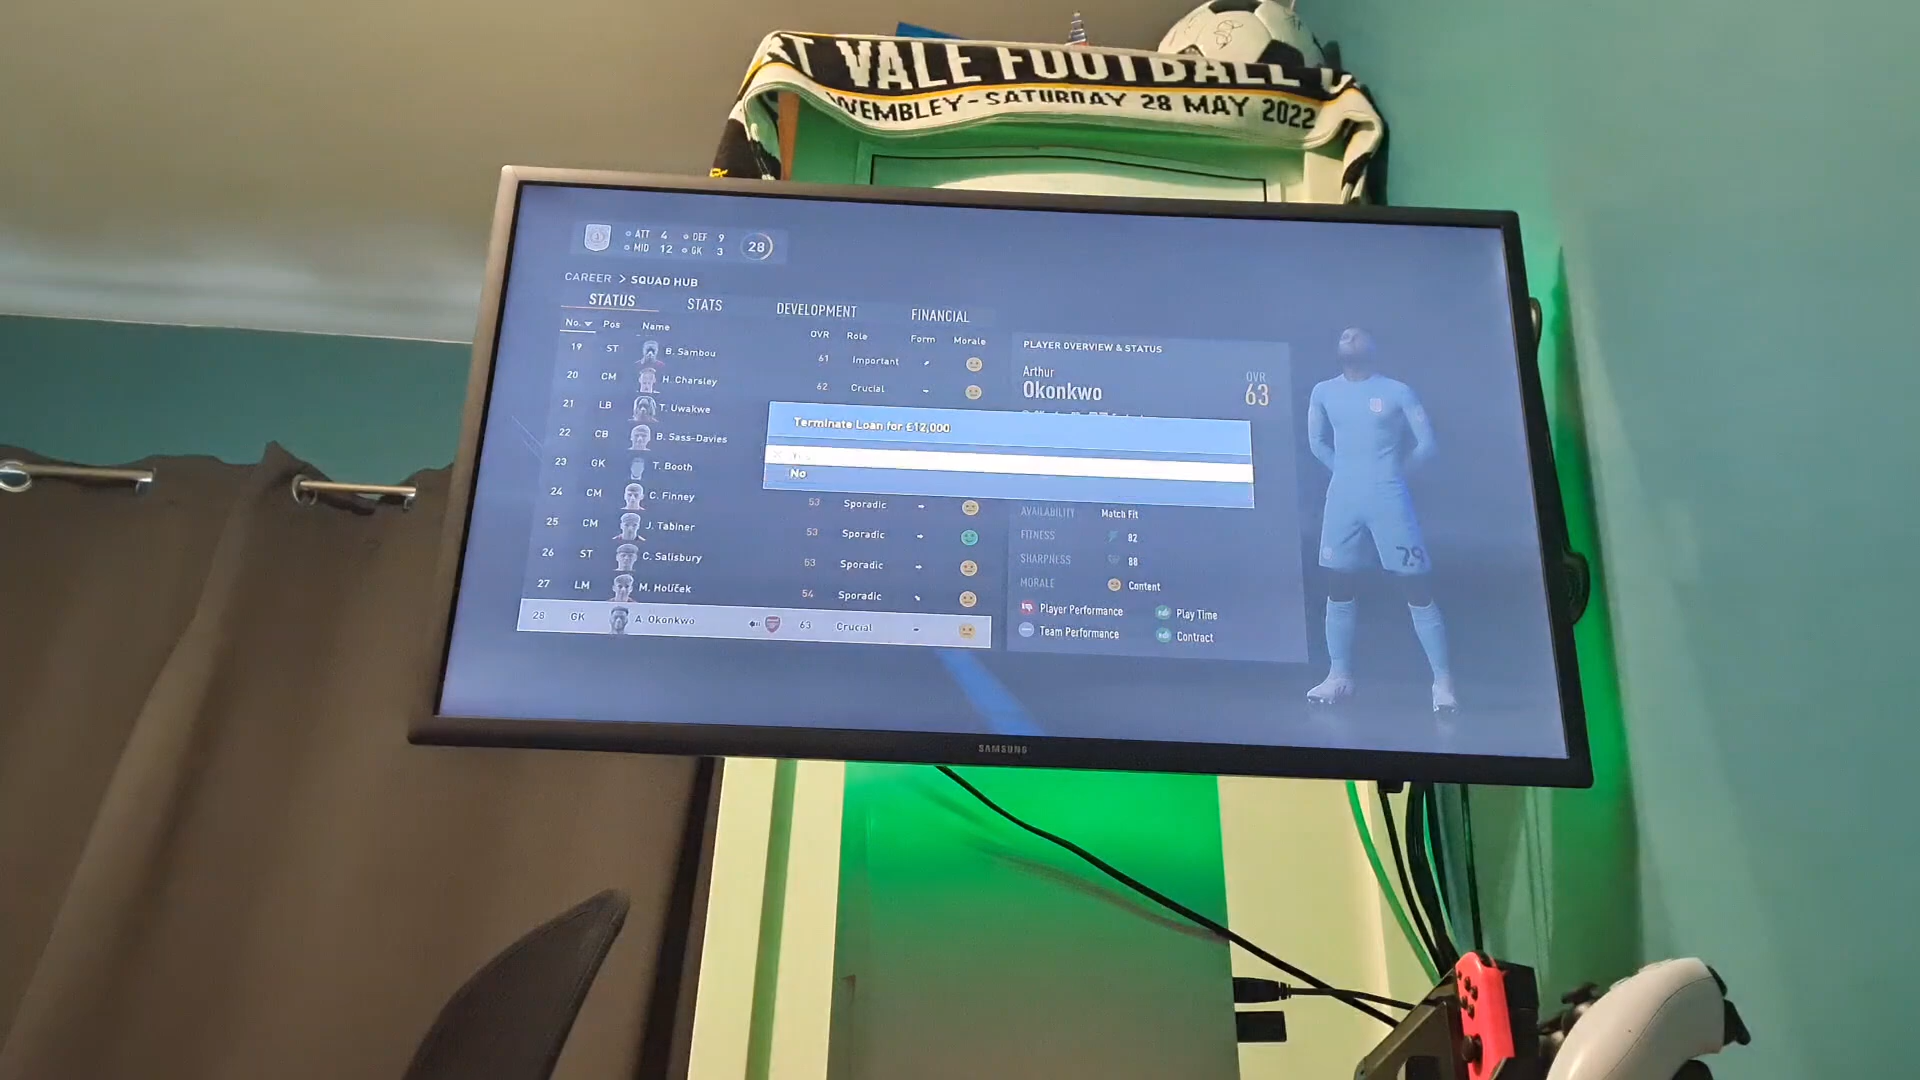 T VALE FOOTBALL
WEMBLEY-SATURDAY 28 MAY 2022
ATT 4 DEF 9
MID 12 GK 3
28
CAREER > SQUAD HUB
STATUS STATS DEVELOPMENT FINANCIAL
No. Pos Name OVR Role Form Morale
19 ST B. Sambou 61 Important
20 CM H. Charsley 62 Crucial
21 LB T. Uwakwe
22 CB B. Sass-Davies
23 GK T. Booth
24 CM C. Finney 53 Sporadic
25 CM J. Tabiner 53 Sporadic
26 ST C. Salisbury 53 Sporadic
27 LM M. Holíček 54 Sporadic
28 GK A. Okonkwo 63 Crucial
Terminate Loan for £12,000
No
PLAYER OVERVIEW & STATUS
Arthur
Okonkwo
OVR
63
AVAILABILITY Match Fit
FITNESS 82
SHARPNESS 88
MORALE Content
Player Performance Play Time
Team Performance Contract
29
SAMSUNG